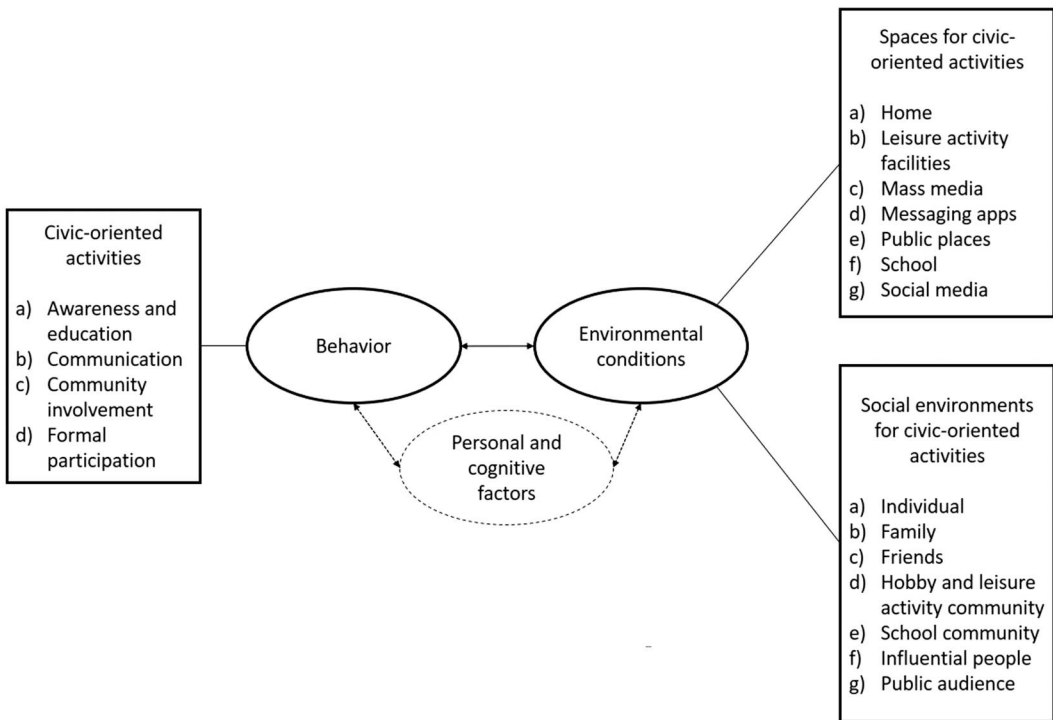 Civic-oriented
activities
a) Awareness and
education
b) Communication
c) Community
involvement
d) Formal
participation
Behavior
Environmental
conditions
Personal and
cognitive
factors
Spaces for civic-
oriented activities
a) Home
b) Leisure activity
facilities
c) Mass media
d) Messaging apps
e) Public places
f) School
g) Social media
Social environments
for civic-oriented
activities
a) Individual
b) Family
c) Friends
d) Hobby and leisure
activity community
e) School community
f) Influential people
g) Public audience